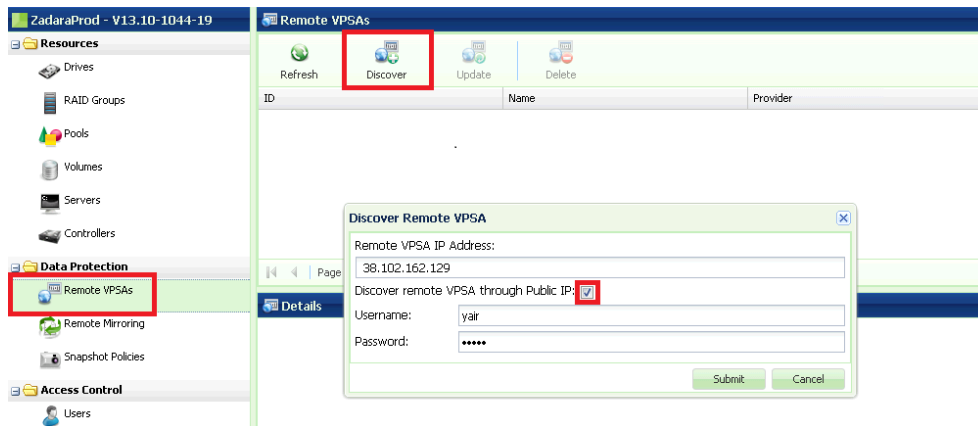 ZadaraProd - V13.10-1044-19
Resources
Drives
RAID Groups
Pools
Volumes
Servers
Controllers
Data Protection
Remote VPSAs
Remote Mirroring
Snapshot Policies
Access Control
Users
Remote VPSAs
Refresh
Discover
Update
Delete
ID
Name
Provider
Page
Details
Discover Remote VPSA
Remote VPSA IP Address:
38.102.162.129
Discover remote VPSA through Public IP:
Username:
yair
Password:
•••••
Submit
Cancel